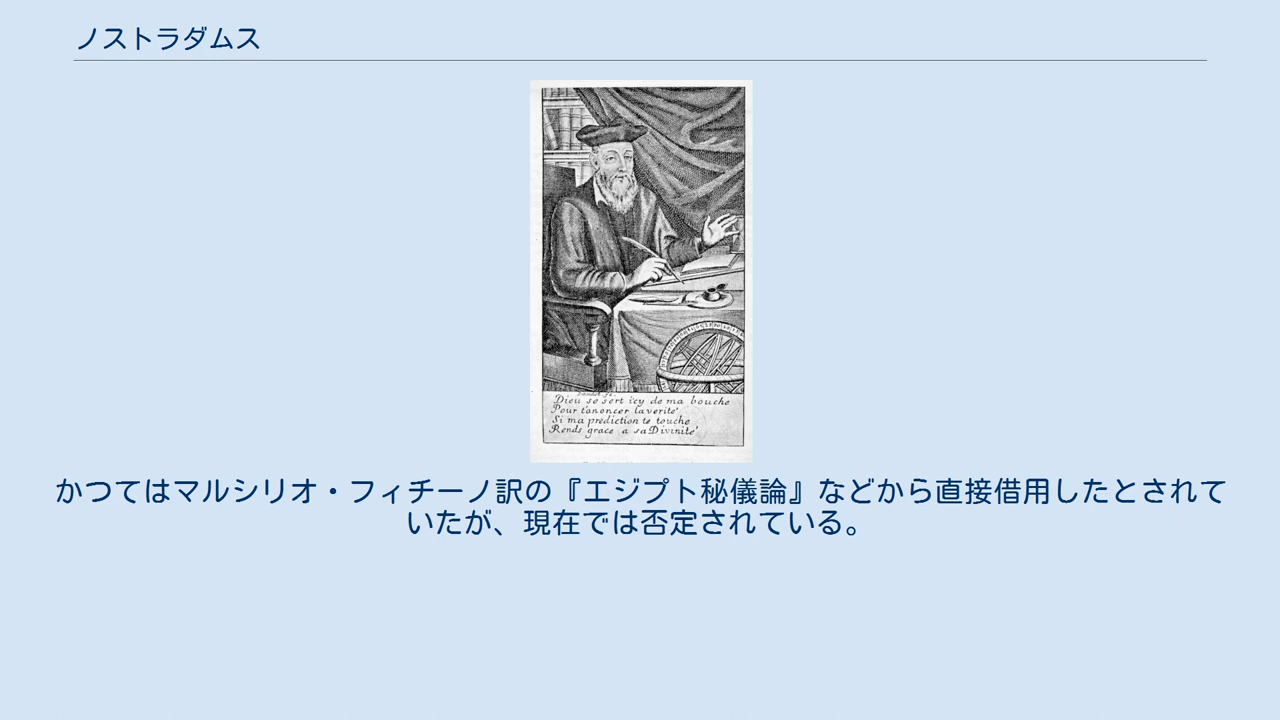 ノストラダムス
Dieu se sert icy de ma bouche
Pour t'anoncer la verité
Si ma prediction te touche
Rends grace a sa Divinité
かつてはマルシリオ・フィチーノ訳の『エジプト秘儀論』などから直接借用したとされて
いたが、現在では否定されている。